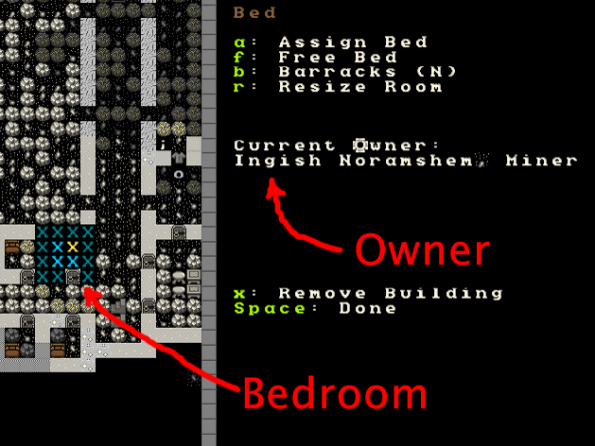 Bed
a: Assign Bed
f: Free Bed
b: Barracks (N)
r: Resize Room
Current Owner:
Ingish Noramshem, Miner
Owner
x: Remove Building
Space: Done
Bedroom